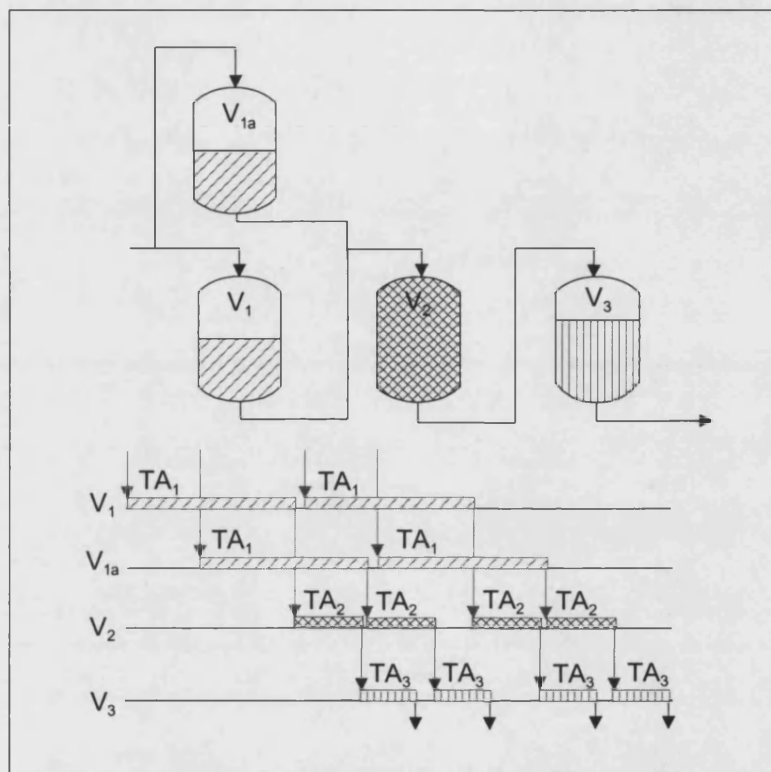 V₁ₐ
V₁ V₂ V₃
TA₁ TA₁
V₁
TA₁ TA₁
V₁ₐ
TA₂ TA₂ TA₂ TA₂
V₂
TA₃ TA₃ TA₃ TA₃
V₃